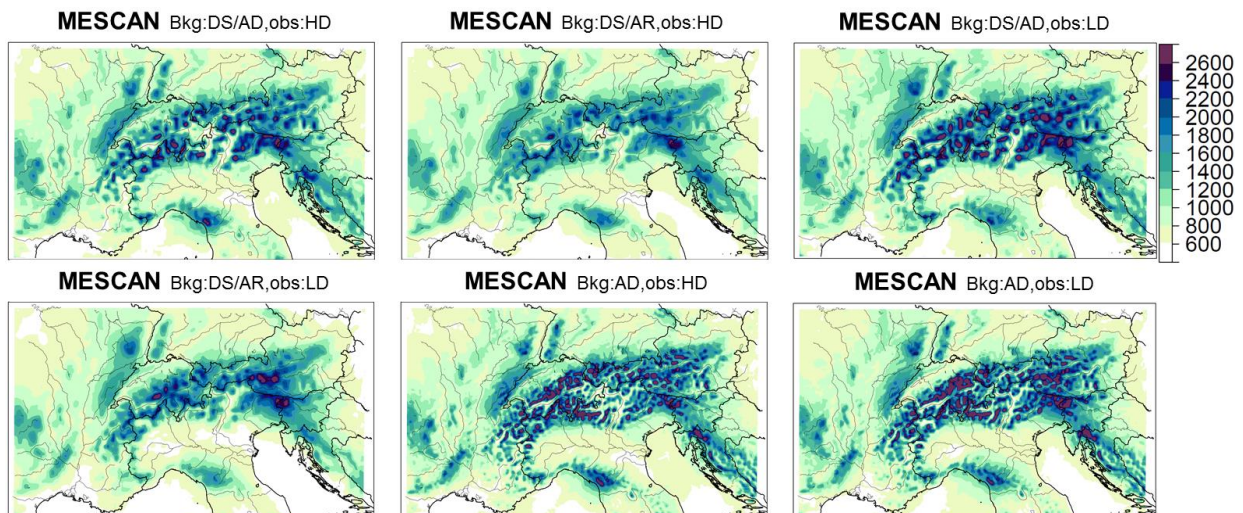 MESCAN Bkg:DS/AD,obs:HD
MESCAN Bkg:DS/AR,obs:HD
MESCAN Bkg:DS/AD,obs:LD
2600
2400
2200
2000
1800
1600
1400
1200
1000
800
600
MESCAN Bkg:DS/AR,obs:LD
MESCAN Bkg:AD,obs:HD
MESCAN Bkg:AD,obs:LD